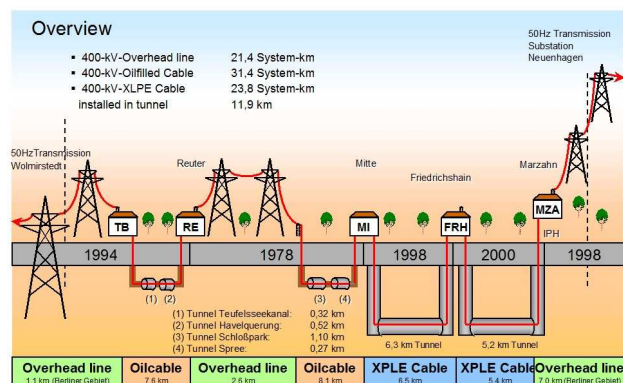 Overview
50Hz Transmission
Substation
Neuenhagen
▪ 400-kV-Overhead line 21,4 System-km
▪ 400-kV-Oilfilled Cable 31,4 System-km
▪ 400-kV-XLPE Cable 23,8 System-km
installed in tunnel 11,9 km
50HzTransmission
Wolmirstedt
Reuter
Mitte
Friedrichshain
Marzahn
TB
RE
MI
FRH
MZA
IPH
1994
1978
1998
2000
1998
(1)
(2)
(3)
(4)
(1) Tunnel Teufelsseekanal: 0,32 km
(2) Tunnel Havelquerung: 0,52 km
(3) Tunnel Schloßpark: 1,10 km
(4) Tunnel Spree: 0,27 km
6,3 km Tunnel
5,2 km Tunnel
Overhead line
1,1 km (Berliner Gebiet)
Oilcable
7,6 km
Overhead line
2,6 km
Oilcable
8,1 km
XPLE Cable
6,5 km
XPLE Cable
5,4 km
Overhead line
7,0 km (Berliner Gebiet)